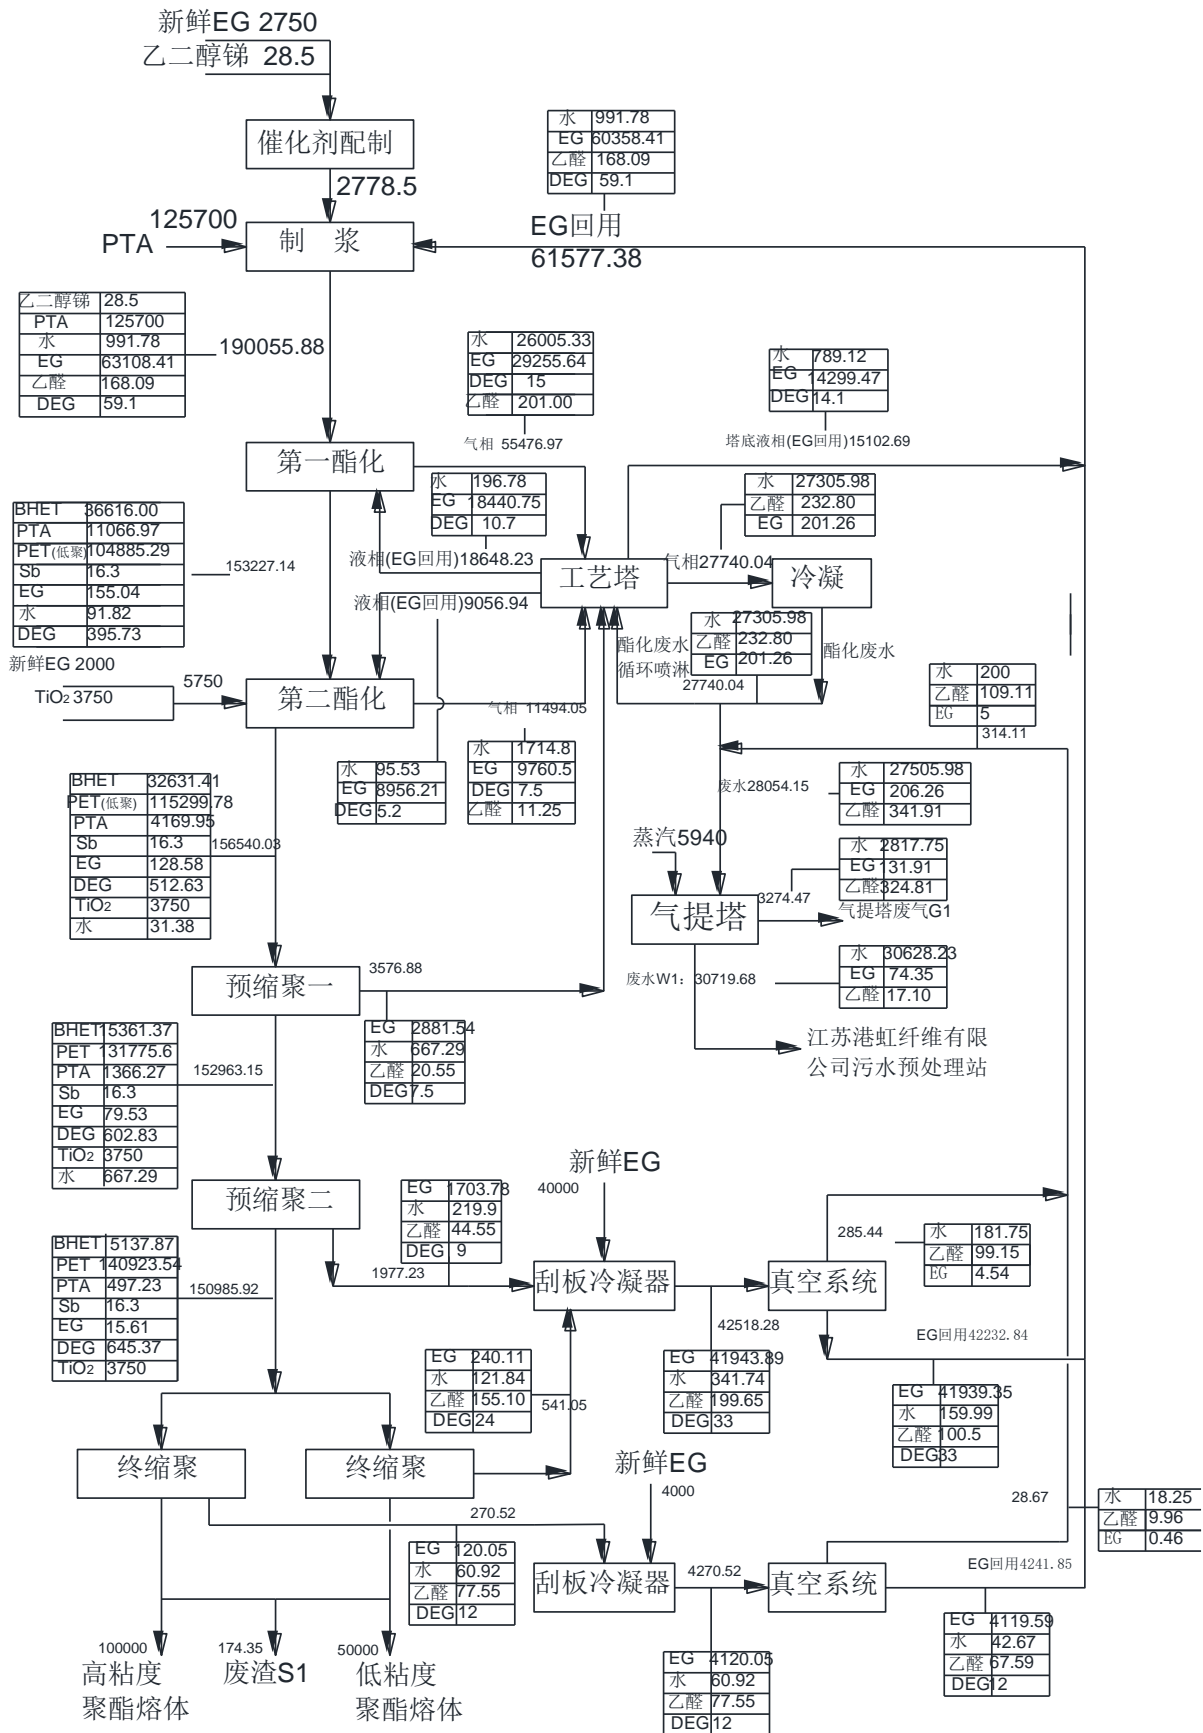 新鲜EG 2750
乙二醇锑 28.5
催化剂配制
2778.5
水 991.78
EG 60358.41
乙醛 168.09
DEG 59.1
125700
PTA
制 浆
EG回用
61577.38
乙二醇锑 28.5
PTA 125700
水 991.78
EG 63108.41
乙醛 168.09
DEG 59.1
190055.88
水 26005.33
EG 29255.64
DEG 15
乙醛 201.00
气相 55476.97
水 789.12
EG 14299.47
DEG 14.1
塔底液相(EG回用)15102.69
第一酯化
水 196.78
EG 18440.75
DEG 10.7
水 27305.98
乙醛 232.80
EG 201.26
BHET 36616.00
PTA 11066.97
PET(低聚) 104885.29
Sb 16.3
EG 155.04
水 91.82
DEG 395.73
153227.14
液相(EG回用)18648.23
工艺塔
气相27740.04
冷凝
液相(EG回用)9056.94
酯化废水
循环喷淋
27740.04
水 27305.98
乙醛 232.80
EG 201.26
酯化废水
新鲜EG 2000
TiO2 3750
5750
第二酯化
气相 11494.05
水 200
乙醛 109.11
EG 5
314.11
BHET 32631.41
PET(低聚) 115299.78
PTA 4169.95
Sb 16.3
EG 128.58
DEG 512.63
TiO2 3750
水 31.38
156540.03
水 95.53
EG 8956.21
DEG 5.2
水 1714.8
EG 9760.5
DEG 7.5
乙醛 11.25
废水28054.15
水 27505.98
EG 206.26
乙醛 341.91
蒸汽5940
气提塔
3274.47
水 2817.75
EG 131.91
乙醛 324.81
气提塔废气G1
废水W1：30719.68
水 30628.23
EG 74.35
乙醛 17.10
江苏港虹纤维有限
公司污水预处理站
预缩聚一
3576.88
EG 2881.54
水 667.29
乙醛 20.55
DEG 7.5
BHET 15361.37
PET 131775.6
PTA 1366.27
Sb 16.3
EG 79.53
DEG 602.83
TiO2 3750
水 667.29
152963.15
预缩聚二
EG 1703.78
水 219.9
乙醛 44.55
DEG 9
1977.23
新鲜EG
40000
刮板冷凝器
真空系统
285.44
水 181.75
乙醛 99.15
EG 4.54
BHET 5137.87
PET 140923.54
PTA 497.23
Sb 16.3
EG 15.61
DEG 645.37
TiO2 3750
150985.92
42518.28
EG回用42232.84
EG 240.11
水 121.84
乙醛 155.10
DEG 24
541.05
EG 41943.89
水 341.74
乙醛 199.65
DEG 33
EG 41939.35
水 159.99
乙醛 100.5
DEG 33
终缩聚
终缩聚
新鲜EG
4000
270.52
28.67
水 18.25
乙醛 9.96
EG 0.46
EG 120.05
水 60.92
乙醛 77.55
DEG 12
刮板冷凝器
4270.52
真空系统
EG回用4241.85
EG 4120.05
水 60.92
乙醛 77.55
DEG 12
EG 4119.59
水 42.67
乙醛 67.59
DEG 12
100000
高粘度
聚酯熔体
174.35
废渣S1
50000
低粘度
聚酯熔体